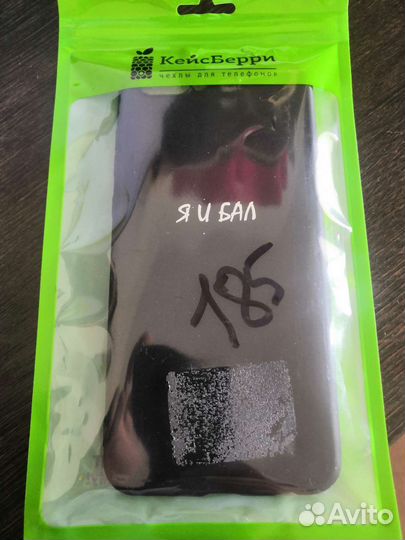 КейсБерри
чехлы для телефонов
Я И БАЛ
185
Avito